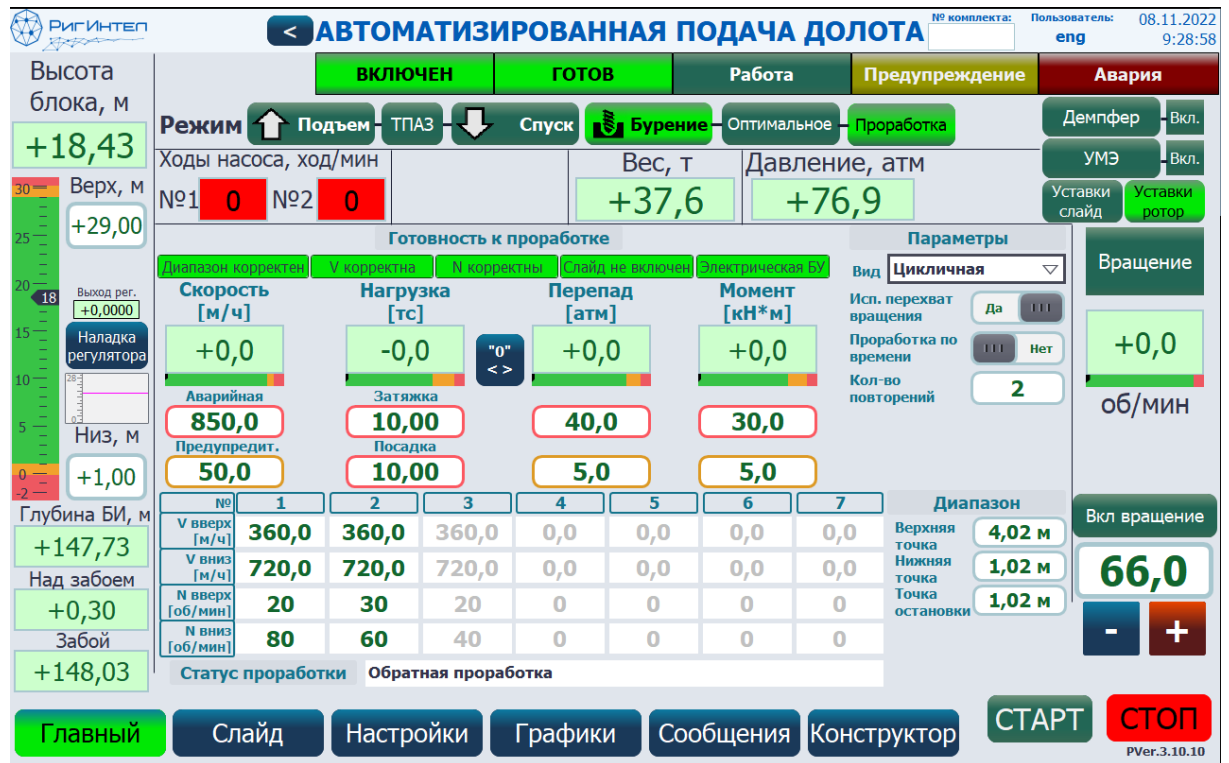 РигИнтел
<
АВТОМАТИЗИРОВАННАЯ ПОДАЧА ДОЛОТА
№ комплекта:
Пользователь:
eng
08.11.2022
9:28:58
Высота
блока, м
+18,43
ВКЛЮЧЕН
ГОТОВ
Работа
Предупреждение
Авария
Режим
Подъем
ТПАЗ
Спуск
Бурение
Оптимальное
Проработка
Демпфер
Вкл.
УМЭ
Вкл.
Уставки
слайд
Уставки
ротор
Ходы насоса, ход/мин
№1
0
№2
0
Вес, т
+37,6
Давление, атм
+76,9
30
25
20
18
15
10
5
0
-2
Верх, м
+29,00
Выход рег.
+0,0000
Наладка
регулятора
28
0
Низ, м
+1,00
Глубина БИ, м
+147,73
Над забоем
+0,30
Забой
+148,03
Готовность к проработке
Диапазон корректен
V корректна
N корректны
Слайд не включен
Электрическая БУ
Скорость
[м/ч]
Нагрузка
[тс]
Перепад
[атм]
Момент
[кН*м]
+0,0
-0,0
"0"
< >
+0,0
+0,0
Аварийная
Затяжка
850,0
10,00
40,0
30,0
Предупредит.
Посадка
50,0
10,00
5,0
5,0
Параметры
Вид
Цикличная
Исп. перехват
вращения
Да
Проработка по
времени
Нет
Кол-во
повторений
2
Вращение
+0,0
об/мин
№ 1 2 3 4 5 6 7
V вверх
[м/ч]
360,0 360,0 360,0 0,0 0,0 0,0 0,0
V вниз
[м/ч]
720,0 720,0 720,0 0,0 0,0 0,0 0,0
N вверх
[об/мин]
20 30 20 0 0 0 0
N вниз
[об/мин]
80 60 40 0 0 0 0
Диапазон
Верхняя
точка
4,02 м
Нижняя
точка
1,02 м
Точка
остановки
1,02 м
Вкл вращение
66,0
-
+
Статус проработки
Обратная проработка
Главный
Слайд
Настройки
Графики
Сообщения
Конструктор
СТАРТ
СТОП
PVer.3.10.10